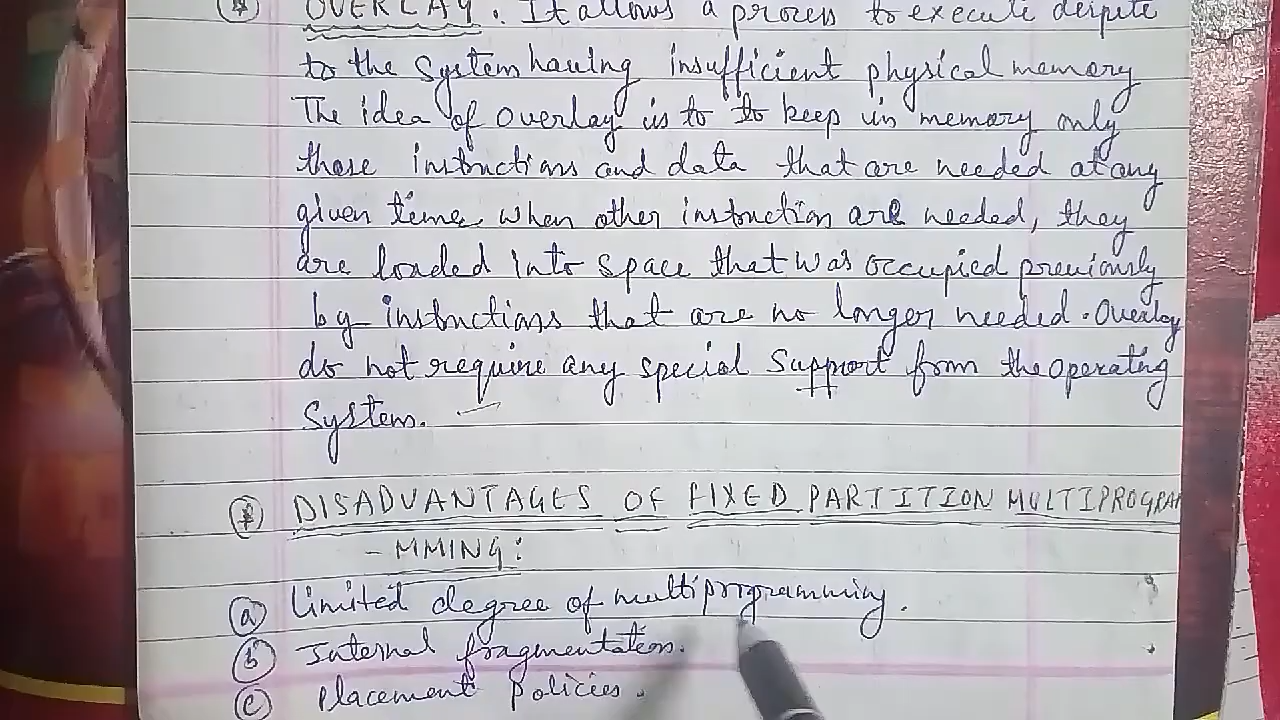 OVERLAY. It allows a process to execute despite
to the System having insufficient physical memory
The idea of overlay is to to keep in memory only
those instructions and data that are needed at any
given time when other instruction are needed, they
are loaded into space that was occupied previously
by instructions that are no longer needed. Overlay
do not require any special support from the operating
system.
DISADVANTAGES OF FIXED PARTITION MULTIPROGRA
-MMING:
(a) Limited degree of multiprogramming.
(b) Internal fragmentation.
(c) Placement Policies.